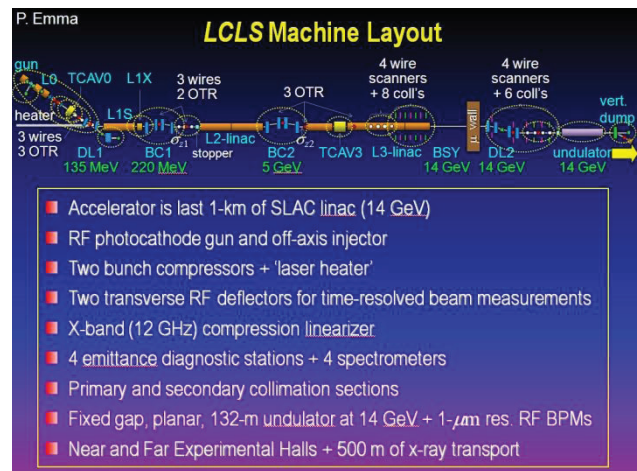 P. Emma
LCLS Machine Layout
gun
L0
TCAV0
L1X
3 wires
2 OTR
3 OTR
4 wire
scanners
+ 8 coll's
4 wire
scanners
+ 6 coll's
vert.
dump
heater
L1S
σz1
L2-linac
σz2
μ wall
3 wires
3 OTR
DL1
BC1
stopper
BC2
TCAV3
L3-linac
BSY
DL2
undulator
135 MeV
220 MeV
5 GeV
14 GeV
14 GeV
14 GeV
Accelerator is last 1-km of SLAC linac (14 GeV)
RF photocathode gun and off-axis injector
Two bunch compressors + 'laser heater'
Two transverse RF deflectors for time-resolved beam measurements
X-band (12 GHz) compression linearizer
4 emittance diagnostic stations + 4 spectrometers
Primary and secondary collimation sections
Fixed gap, planar, 132-m undulator at 14 GeV + 1-μm res. RF BPMs
Near and Far Experimental Halls + 500 m of x-ray transport